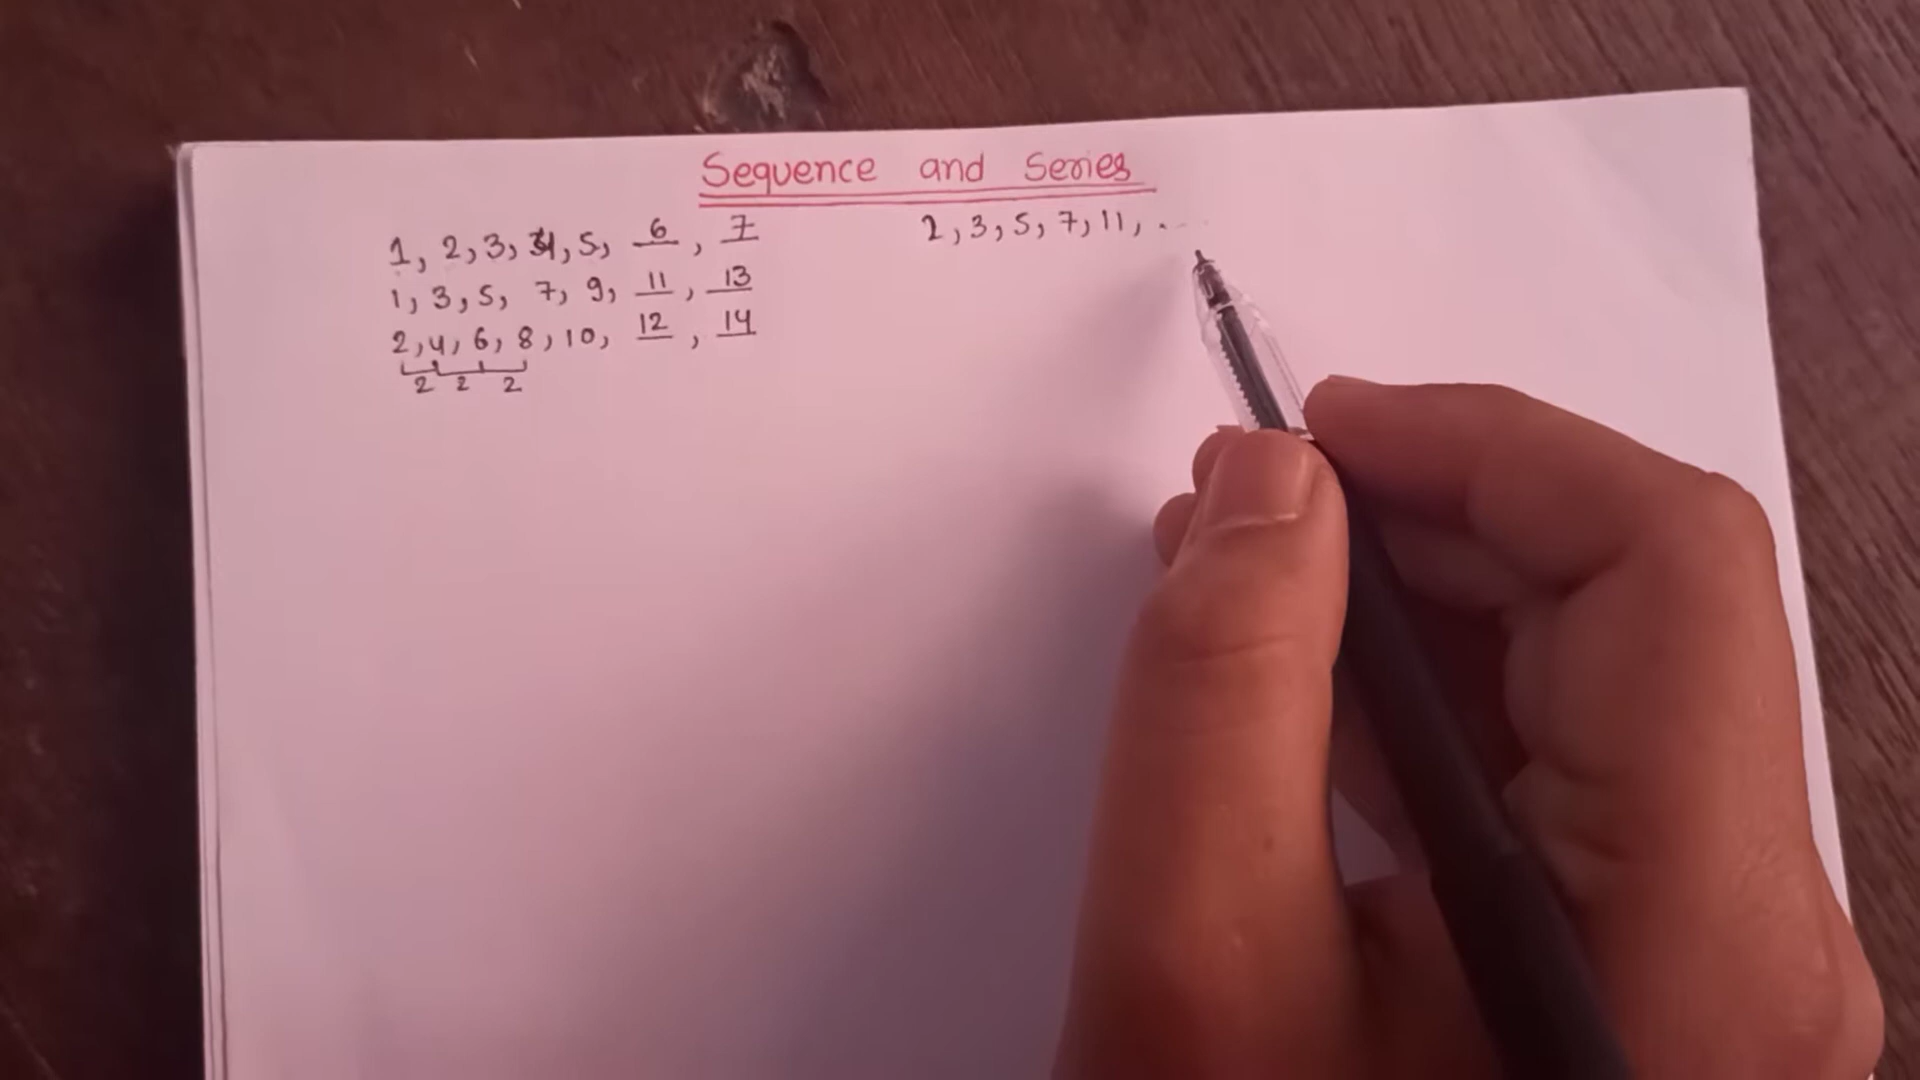 Sequence and Series
1, 2, 3, 4, 5, 6, 7
1, 3, 5, 7, 9, 11, 13
2, 4, 6, 8, 10, 12, 14
2 2 2
2, 3, 5, 7, 11, ...